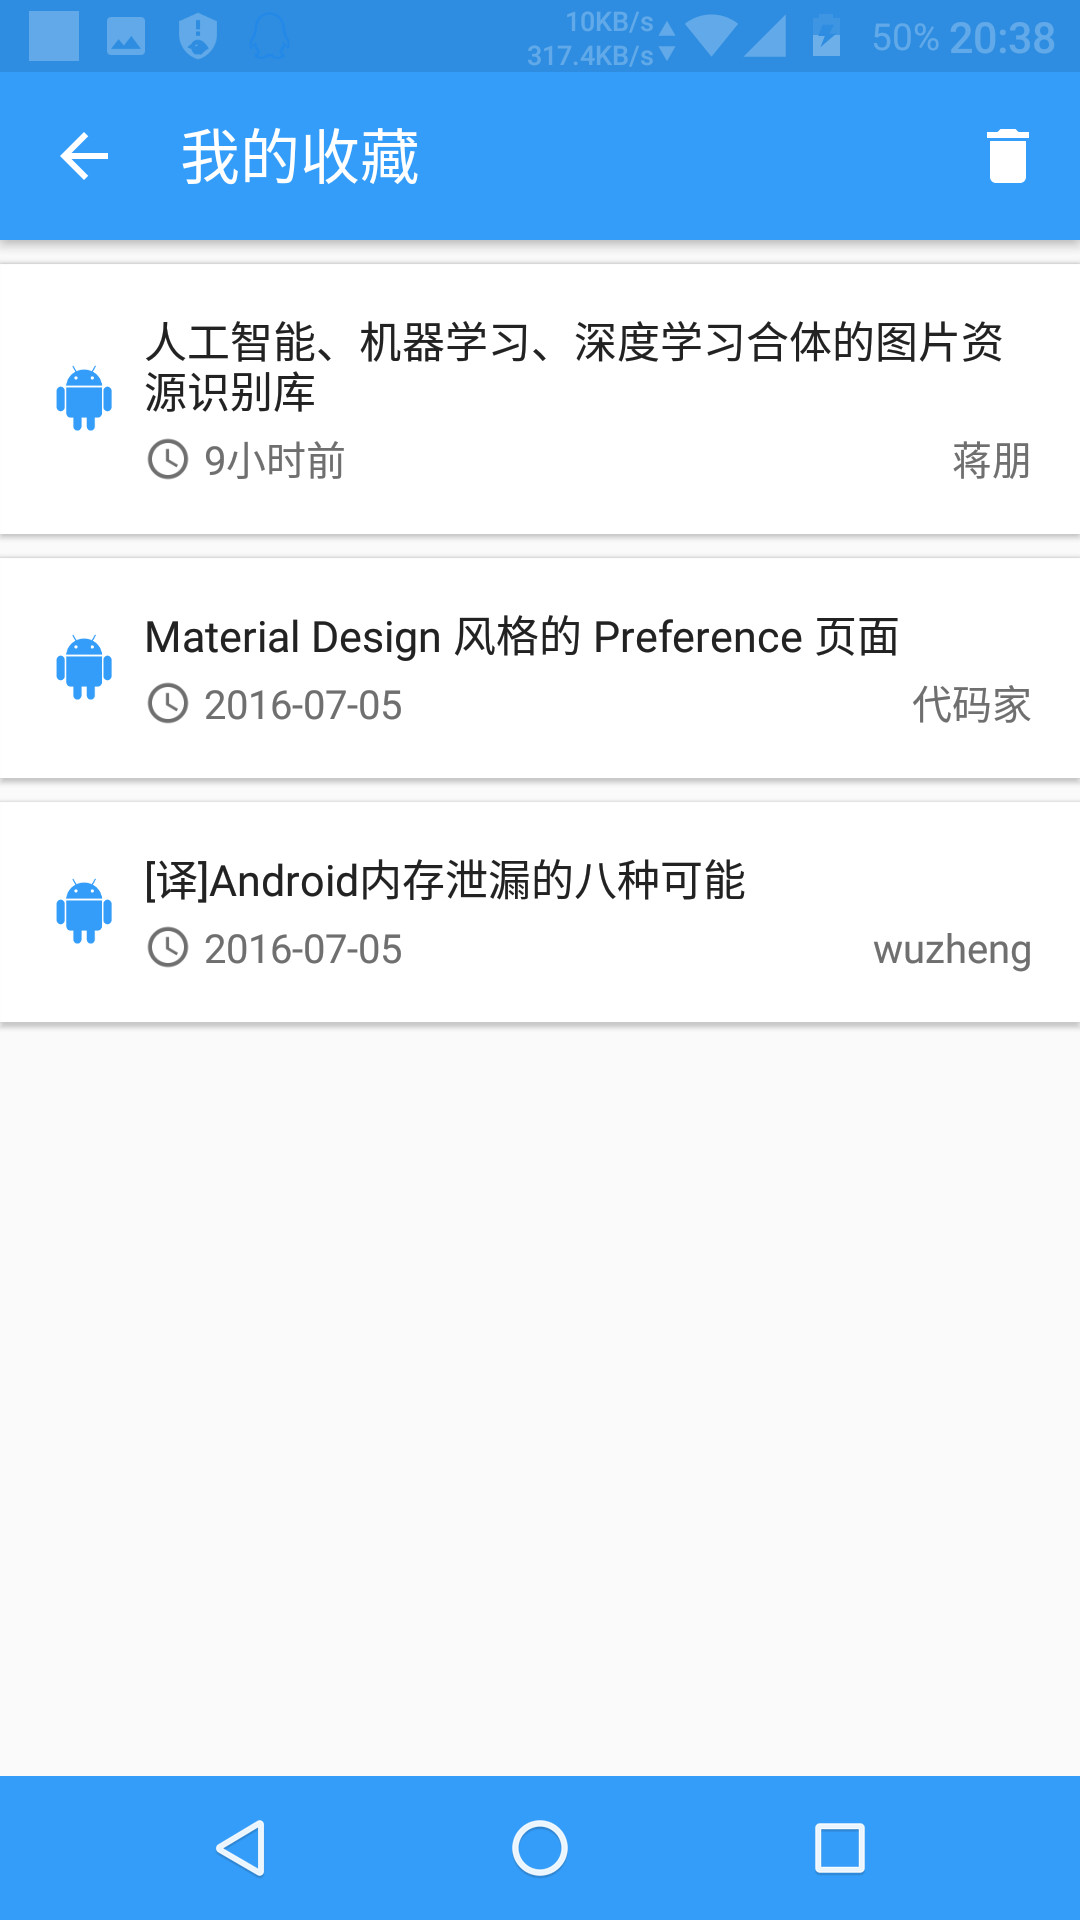 10KB/s
317.4KB/s
50% 20:38
我的收藏
人工智能、机器学习、深度学习合体的图片资
源识别库
9小时前 蒋朋
Material Design 风格的 Preference 页面
2016-07-05 代码家
[译]Android内存泄漏的八种可能
2016-07-05 wuzheng